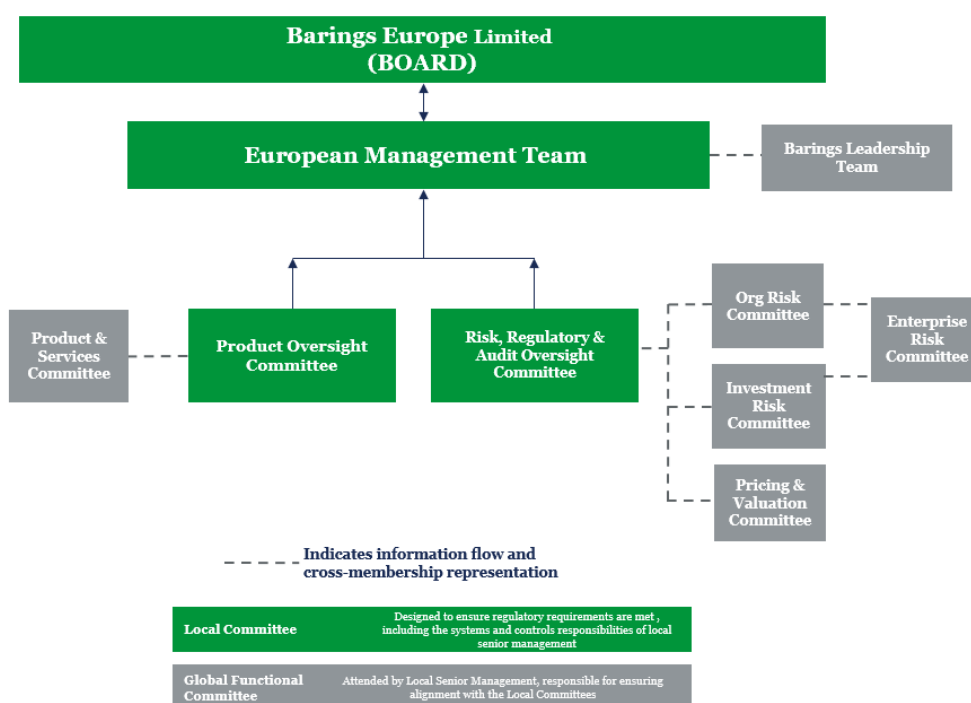 Barings Europe Limited
(BOARD)
European Management Team
Barings Leadership
Team
Product &
Services
Committee
Product Oversight
Committee
Risk, Regulatory &
Audit Oversight
Committee
Org Risk
Committee
Enterprise
Risk
Committee
Investment
Risk
Committee
Pricing &
Valuation
Committee
Indicates information flow and
cross-membership representation
Local Committee
Designed to ensure regulatory requirements are met ,
including the systems and controls responsibilities of local
senior management
Global Functional
Committee
Attended by Local Senior Management, responsible for ensuring
alignment with the Local Committees